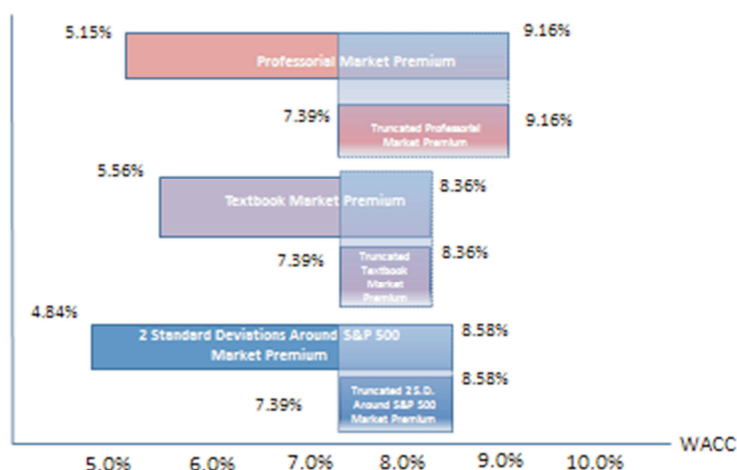 5.15%
9.16%
Professorial Market Premium
7.39%
9.16%
Truncated Professorial
Market Premium
5.56%
8.36%
Textbook Market Premium
7.39%
8.36%
Truncated
Textbook
Market
Premium
4.84%
8.58%
2 Standard Deviations Around S&P 500
Market Premium
8.58%
7.39%
Truncated 2 S.D.
Around S&P 500
Market Premium
WACC
5.0% 6.0% 7.0% 8.0% 9.0% 10.0%